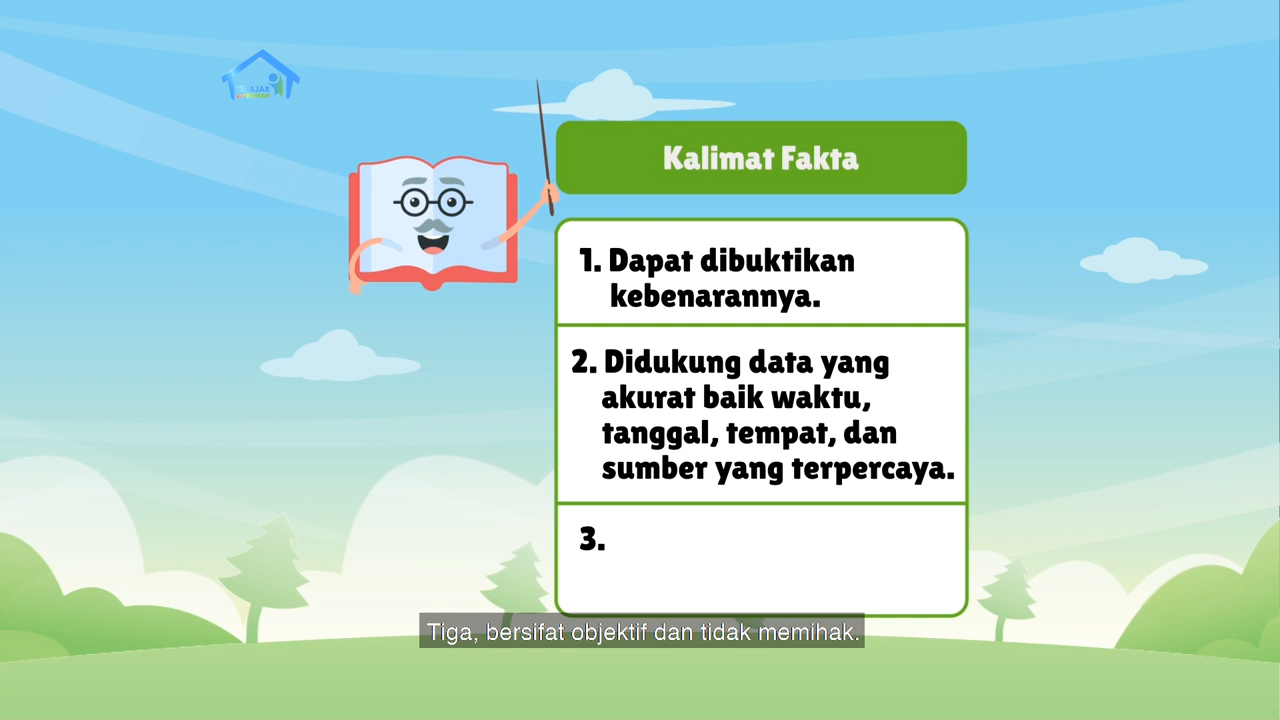 Kalimat Fakta
1. Dapat dibuktikan
kebenarannya.
2. Didukung data yang
akurat baik waktu,
tanggal, tempat, dan
sumber yang terpercaya.
3.
Tiga, bersifat objektif dan tidak memihak.